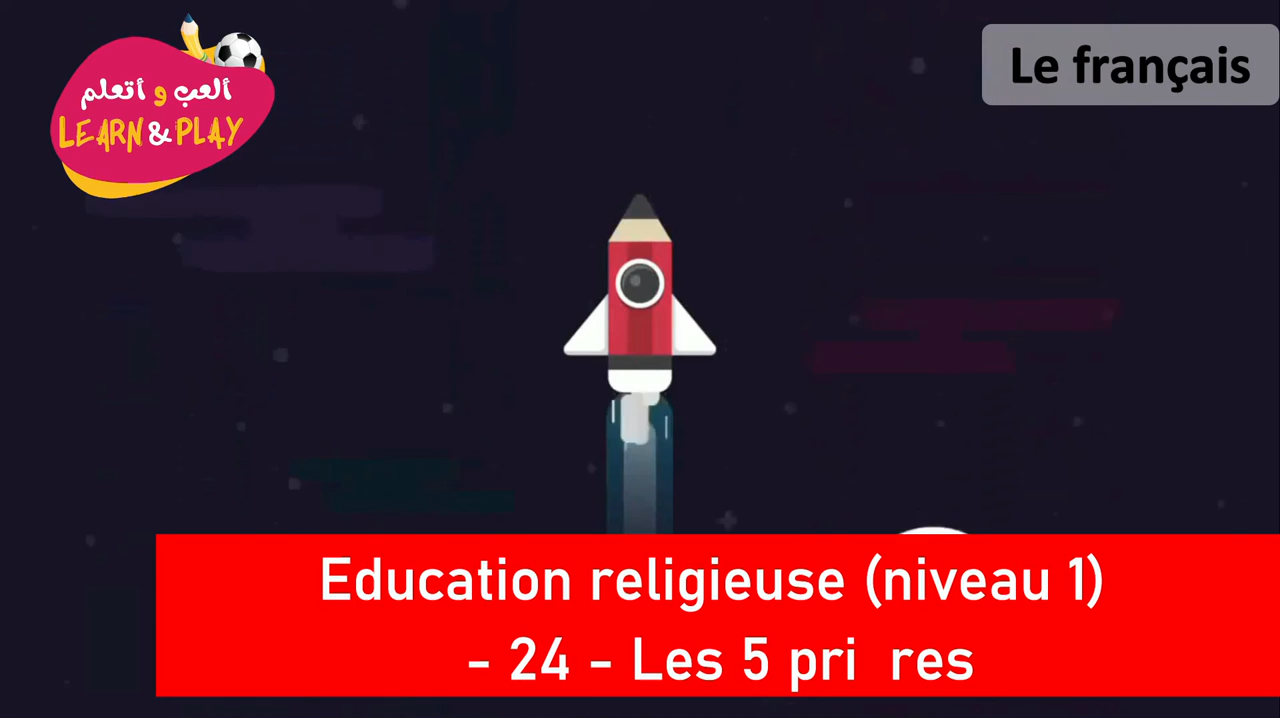 ألعب و أتعلم
LEARN & PLAY
Le français
Education religieuse (niveau 1)
- 24 - Les 5 pri res